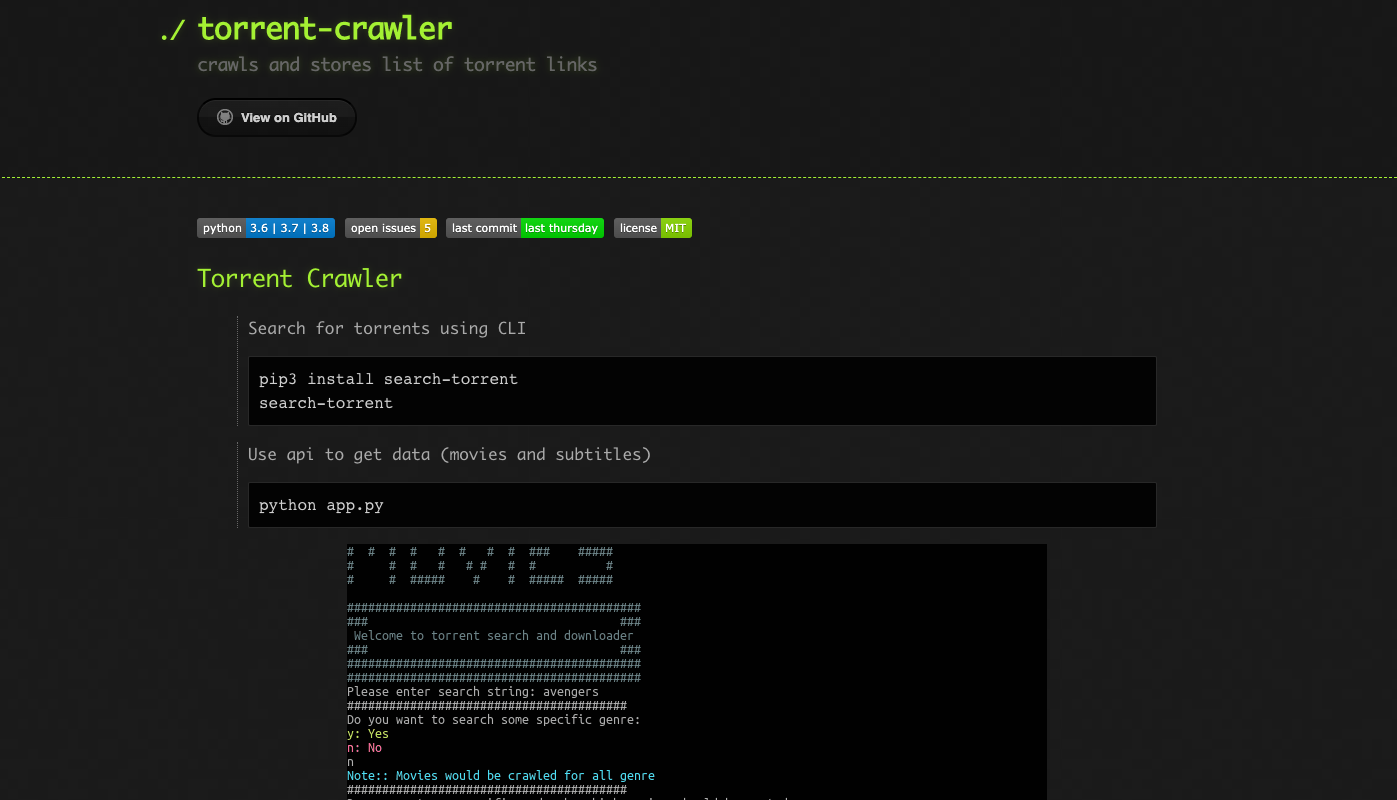 ./ torrent-crawler
crawls and stores list of torrent links
View on GitHub
python 3.6 | 3.7 | 3.8 open issues 5 last commit last thursday license MIT
Torrent Crawler
Search for torrents using CLI
pip3 install search-torrent
search-torrent
Use api to get data (movies and subtitles)
python app.py
#  #  #  #   #  #   #  #  ###    #####
#     #  #   #   # #   #  #          #
#     #  #####    #    #  #####  #####
##########################################
###                                    ###
Welcome to torrent search and downloader
###                                    ###
##########################################
##########################################
Please enter search string: avengers
########################################
Do you want to search some specific genre:
y: Yes
n: No
n
Note:: Movies would be crawled for all genre
########################################